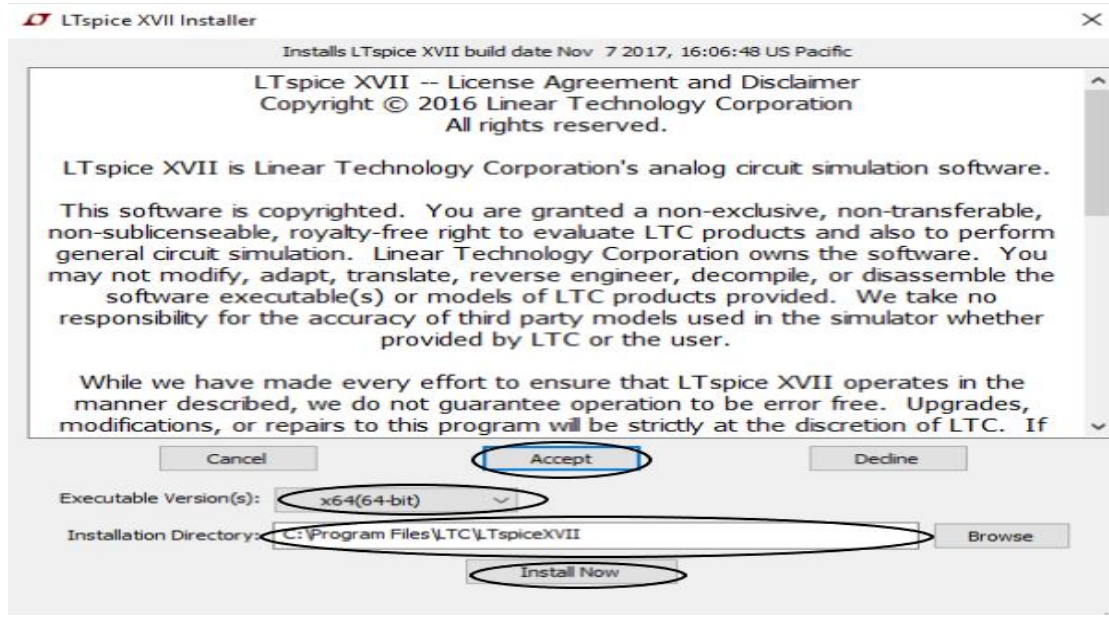 LTspice XVII Installer
Installs LTspice XVII build date Nov 7 2017, 16:06:48 US Pacific
LTspice XVII -- License Agreement and Disclaimer
Copyright © 2016 Linear Technology Corporation
All rights reserved.
LTspice XVII is Linear Technology Corporation's analog circuit simulation software.
This software is copyrighted. You are granted a non-exclusive, non-transferable,
non-sublicenseable, royalty-free right to evaluate LTC products and also to perform
general circuit simulation. Linear Technology Corporation owns the software. You
may not modify, adapt, translate, reverse engineer, decompile, or disassemble the
software executable(s) or models of LTC products provided. We take no
responsibility for the accuracy of third party models used in the simulator whether
provided by LTC or the user.
While we have made every effort to ensure that LTspice XVII operates in the
manner described, we do not guarantee operation to be error free. Upgrades,
modifications, or repairs to this program will be strictly at the discretion of LTC. If
Cancel Accept Decline
Executable Version(s): x64(64-bit)
Installation Directory: C:\Program Files\LTC\LTspiceXVII Browse
Install Now